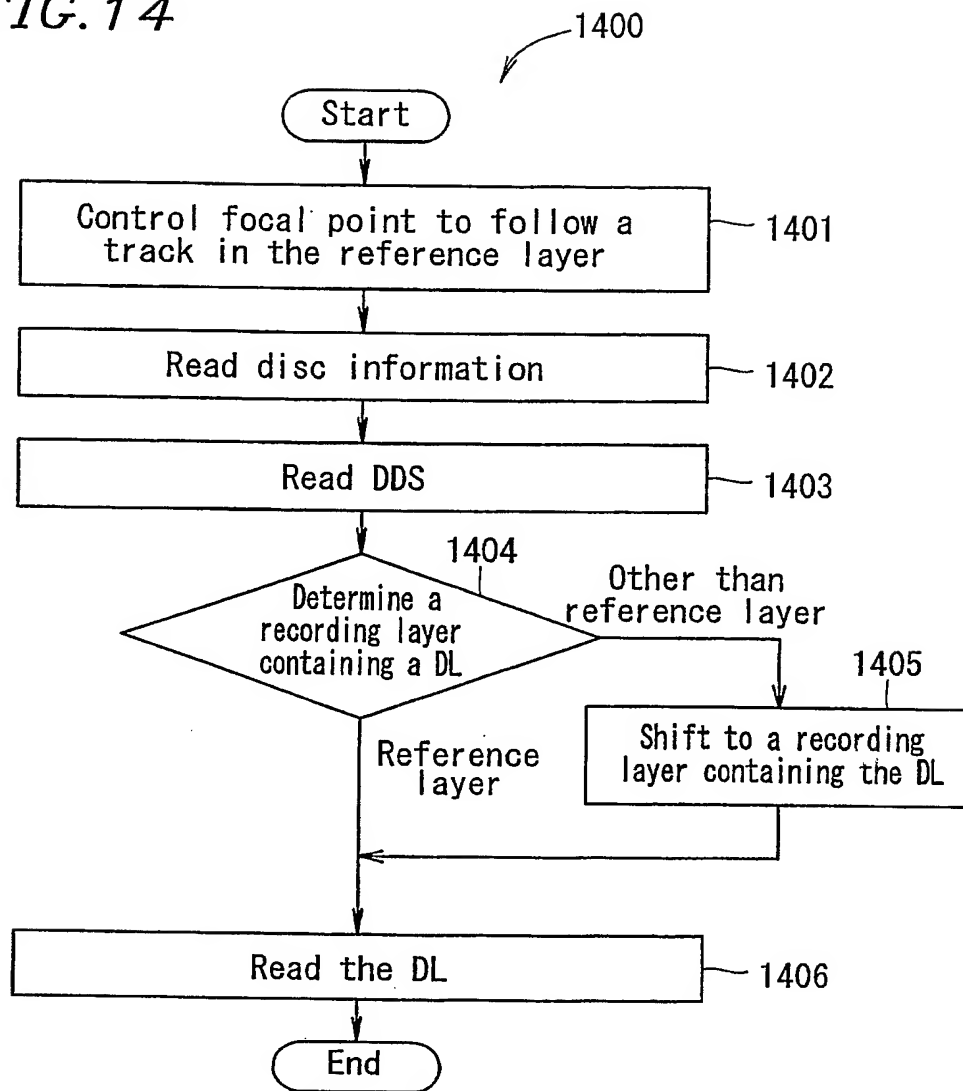 IG. 14
1400
Start
Control focal point to follow a
track in the reference layer
1401
Read disc information
1402
Read DDS
1403
1404
Determine a
recording layer
containing a DL
Other than
reference layer
1405
Shift to a recording
layer containing the DL
Reference
layer
Read the DL
1406
End